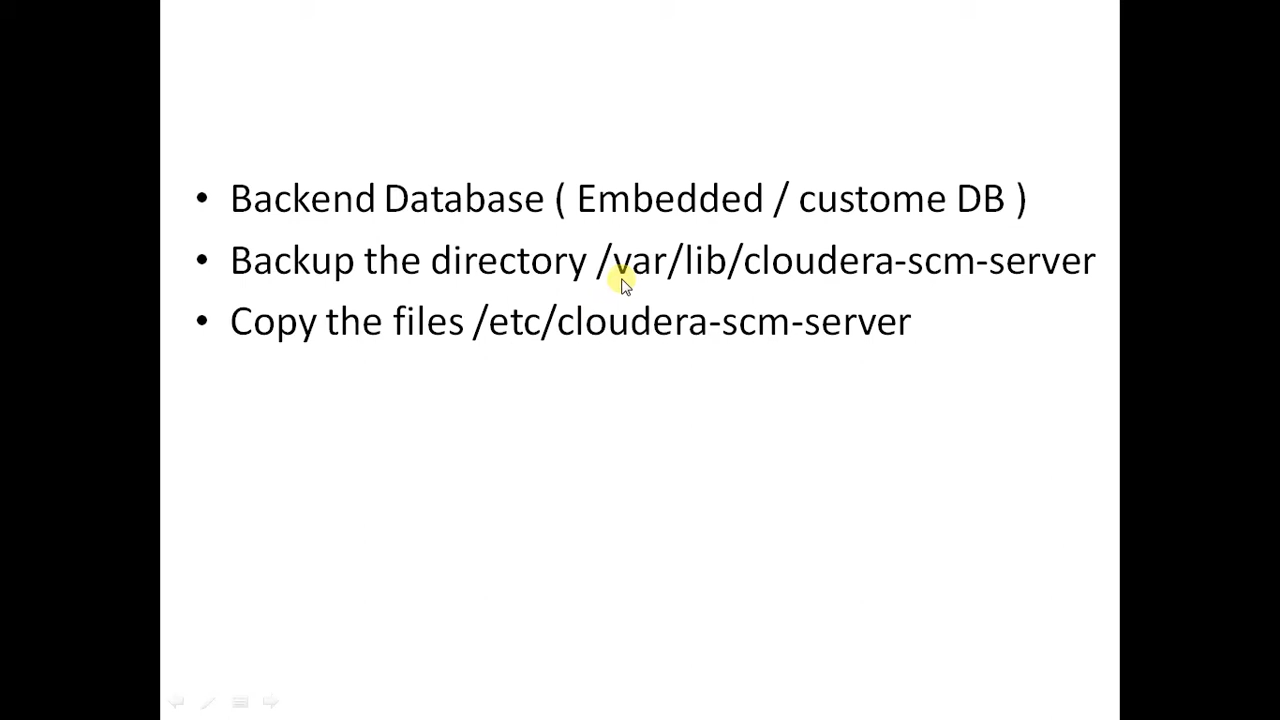 • Backend Database ( Embedded / custome DB )
• Backup the directory /var/lib/cloudera-scm-server
• Copy the files /etc/cloudera-scm-server